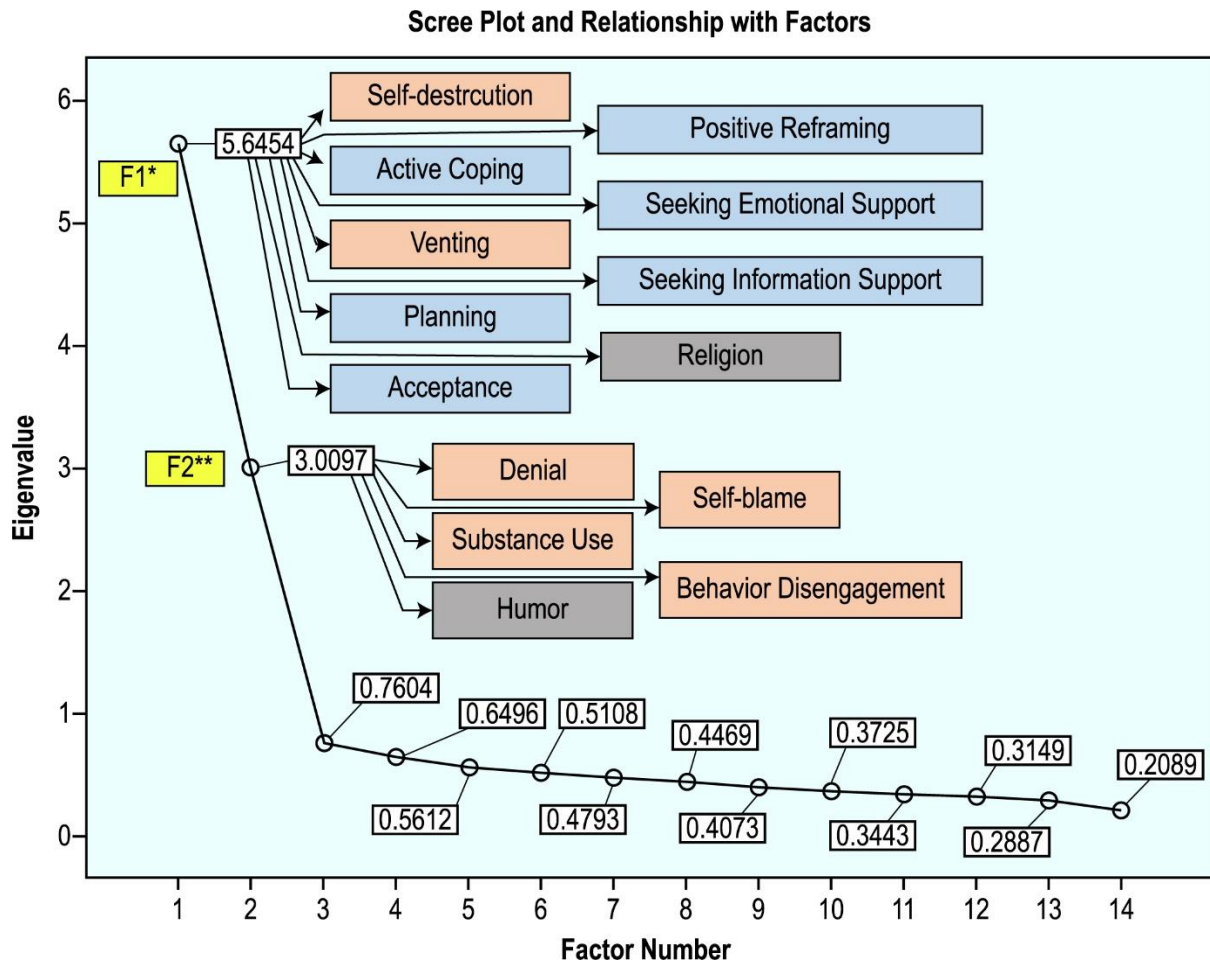 Scree Plot and Relationship with Factors
Eigenvalue
6
5
4
3
2
1
0
F1*
5.6454
Self-destrcution
Positive Reframing
Active Coping
Seeking Emotional Support
Venting
Seeking Information Support
Planning
Religion
Acceptance
F2**
3.0097
Denial
Self-blame
Substance Use
Behavior Disengagement
Humor
0.7604
0.6496
0.5612
0.5108
0.4793
0.4469
0.4073
0.3725
0.3443
0.3149
0.2887
0.2089
1 2 3 4 5 6 7 8 9 10 11 12 13 14
Factor Number